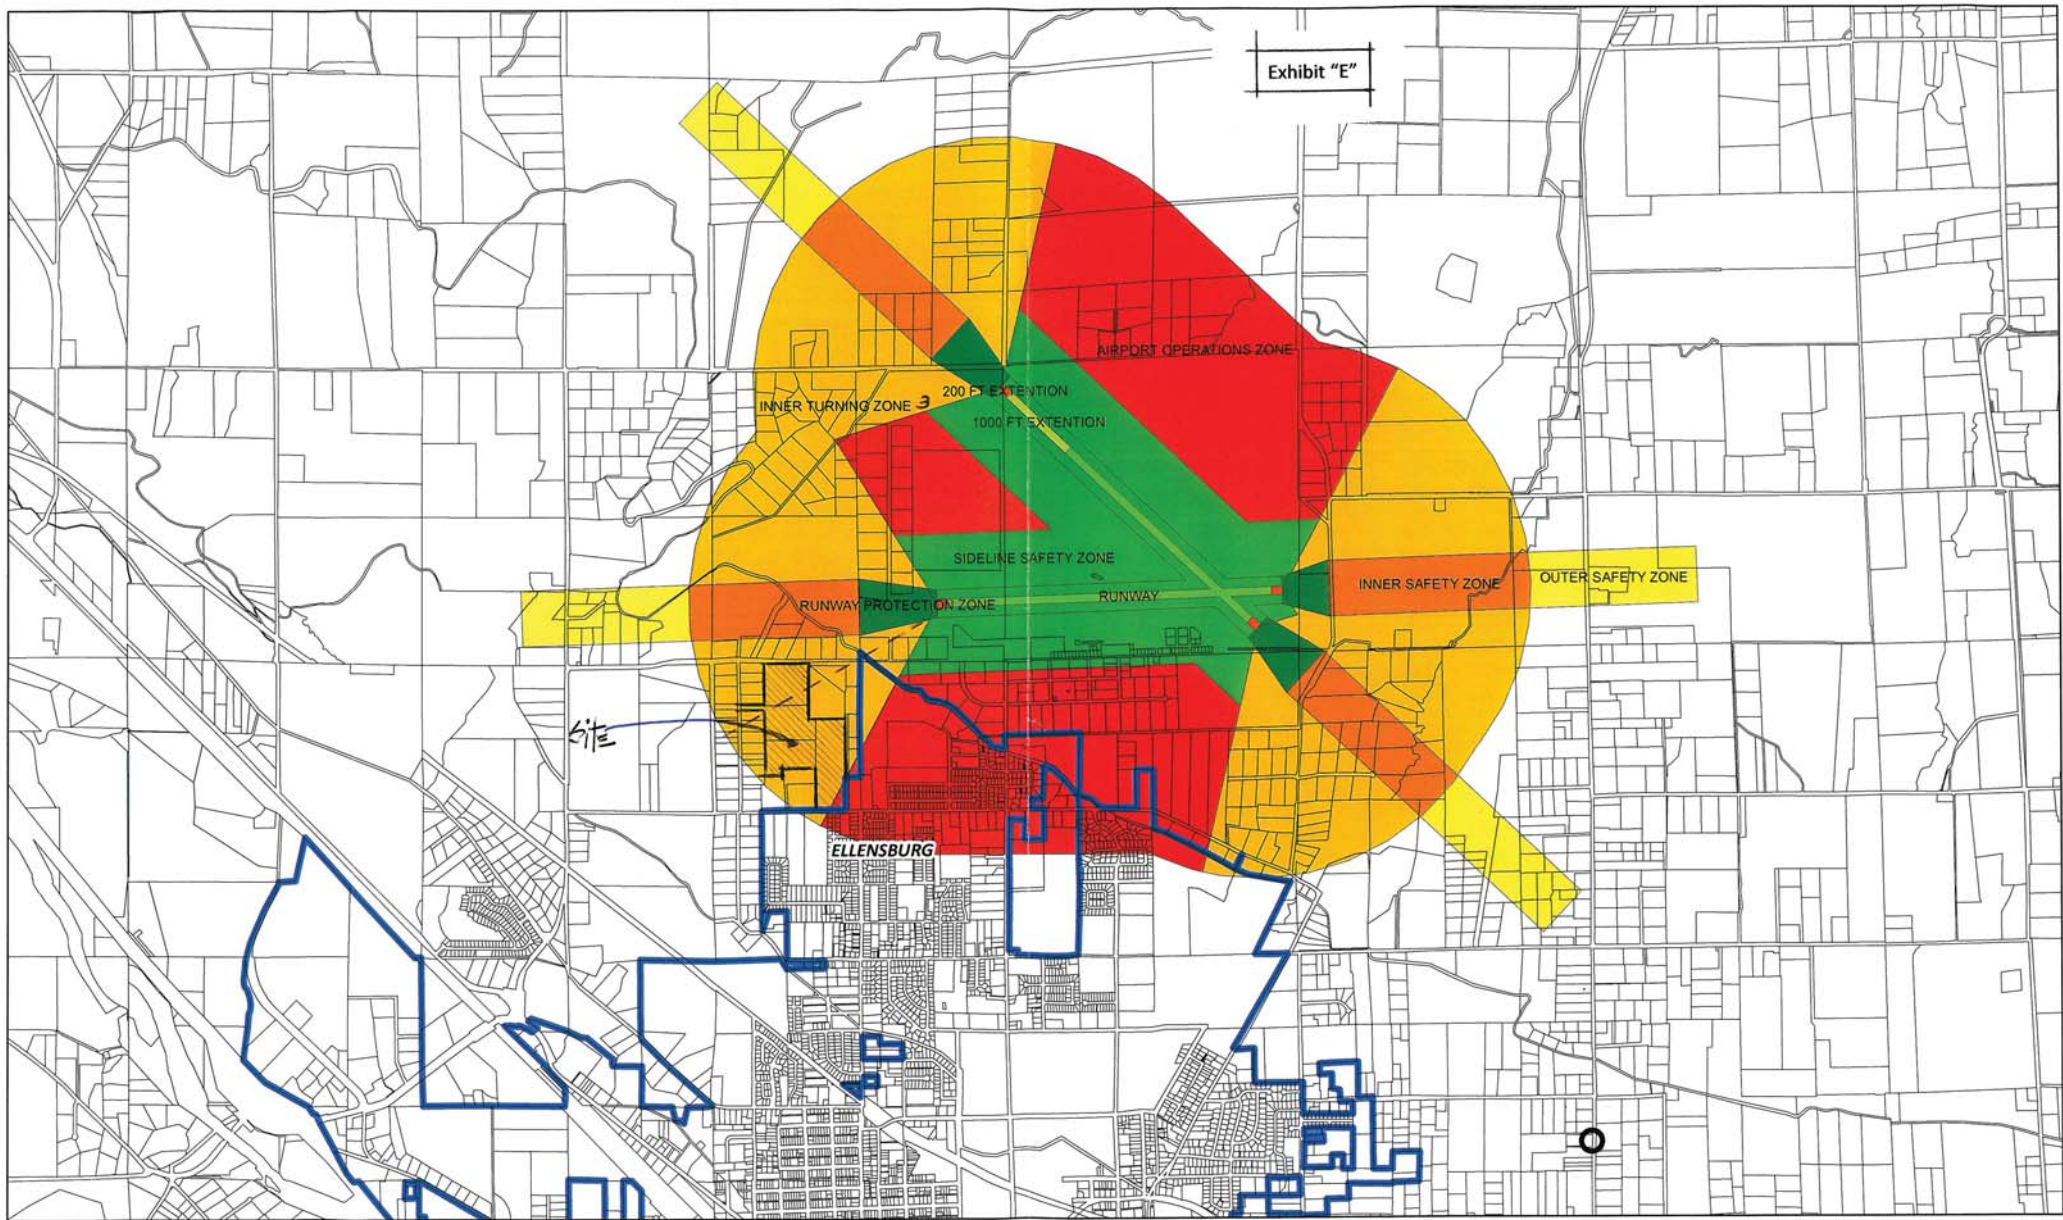 Exhibit "E"
AIRPORT OPERATIONS ZONE
200 FT EXTENTION
INNER TURNING ZONE 3
1000 FT EXTENTION
SIDELINE SAFETY ZONE
OUTER SAFETY ZONE
INNER SAFETY ZONE
RUNWAY
RUNWAY PROTECTION ZONE
Site
ELLENSBURG